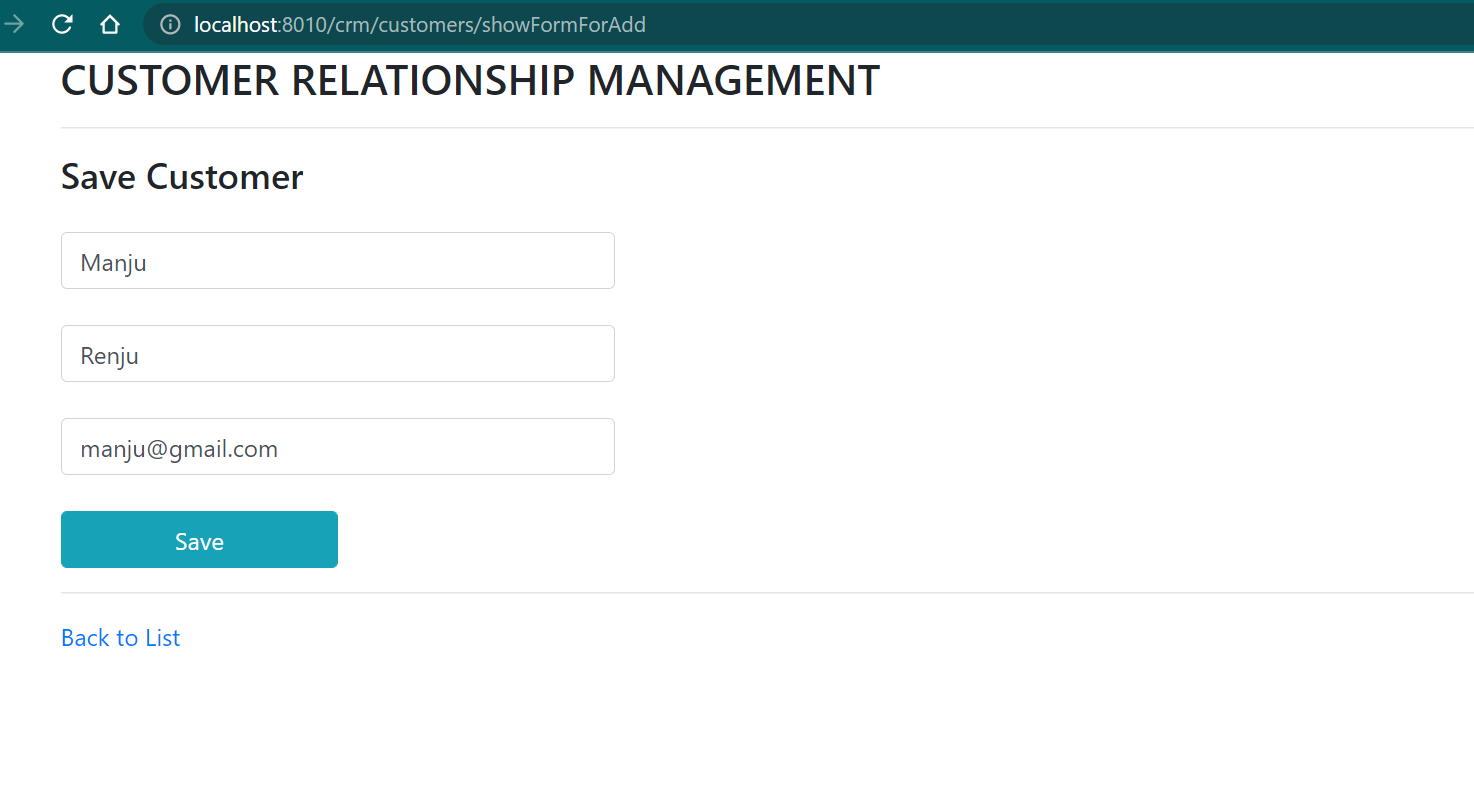 localhost:8010/crm/customers/showFormForAdd
CUSTOMER RELATIONSHIP MANAGEMENT
Save Customer
Manju
Renju
manju@gmail.com
Save
Back to List